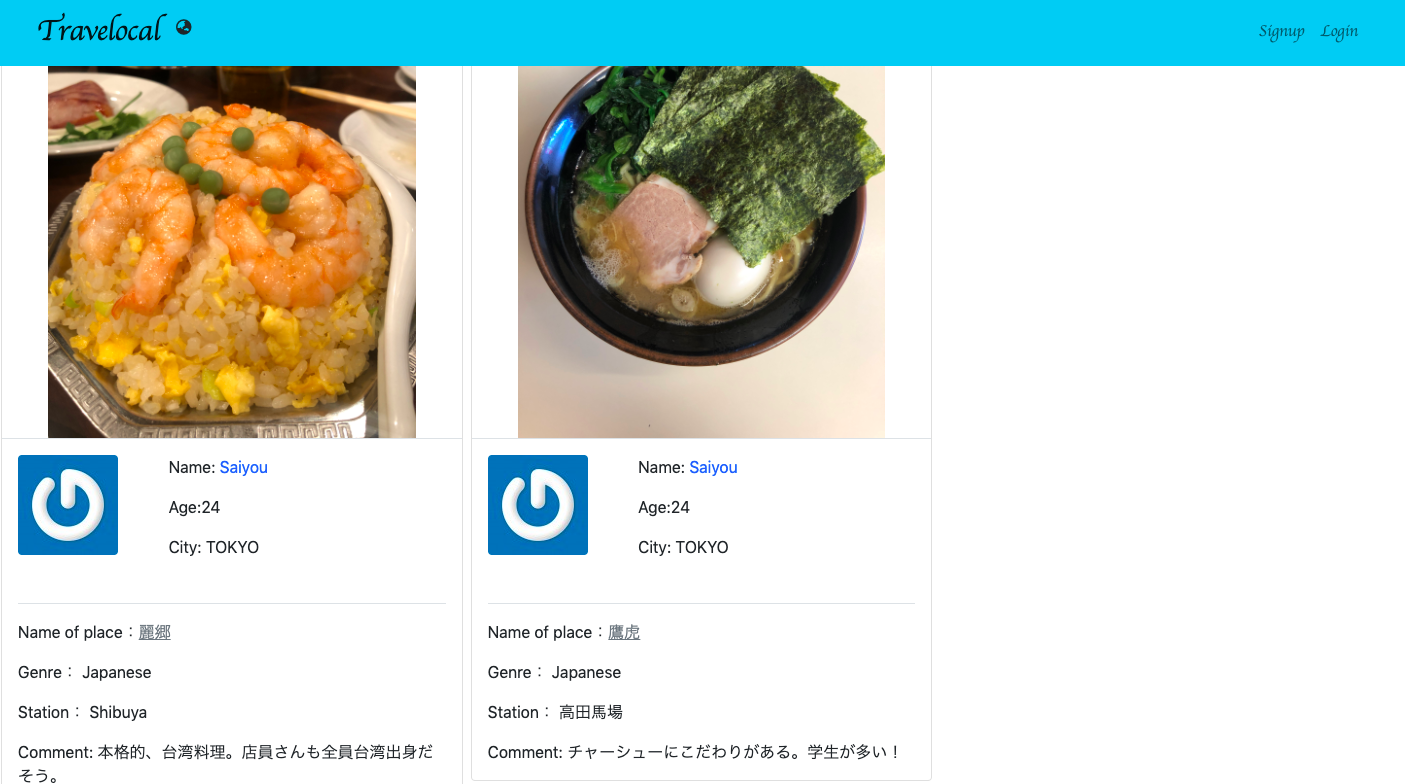 Travelocal
Signup Login
Name: Saiyou
Age:24
City: TOKYO
Name of place：麗郷
Genre： Japanese
Station： Shibuya
Comment: 本格的、台湾料理。店員さんも全員台湾出身だ
そう。
Name: Saiyou
Age:24
City: TOKYO
Name of place：鷹虎
Genre： Japanese
Station： 高田馬場
Comment: チャーシューにこだわりがある。学生が多い！